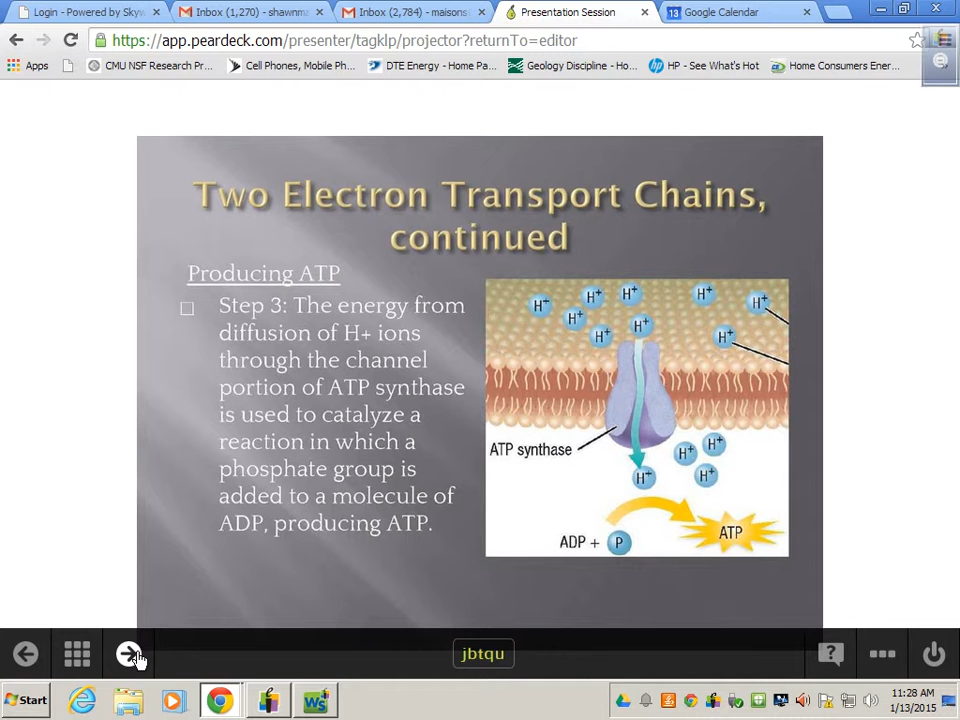 Login - Powered by Skyw
Inbox (1,270) - shawnma
Inbox (2,784) - maisons
Presentation Session
13 Google Calendar
https://app.peardeck.com/presenter/tagklp/projector?returnTo=editor
Apps
CMU NSF Research Pr...
Cell Phones, Mobile Ph...
DTE Energy - Home Pa...
Geology Discipline - Ho...
HP - See What's Hot
Home Consumers Ener...
Two Electron Transport Chains,
continued
Producing ATP
Step 3: The energy from
diffusion of H+ ions
through the channel
portion of ATP synthase
is used to catalyze a
reaction in which a
phosphate group is
added to a molecule of
ADP, producing ATP.
H+ H+ H+ H+ H+
H+ H+ H+ H+
ATP synthase
H+ H+
H+ H+
ADP + P
ATP
jbtqu
?
Start
11:28 AM
1/13/2015